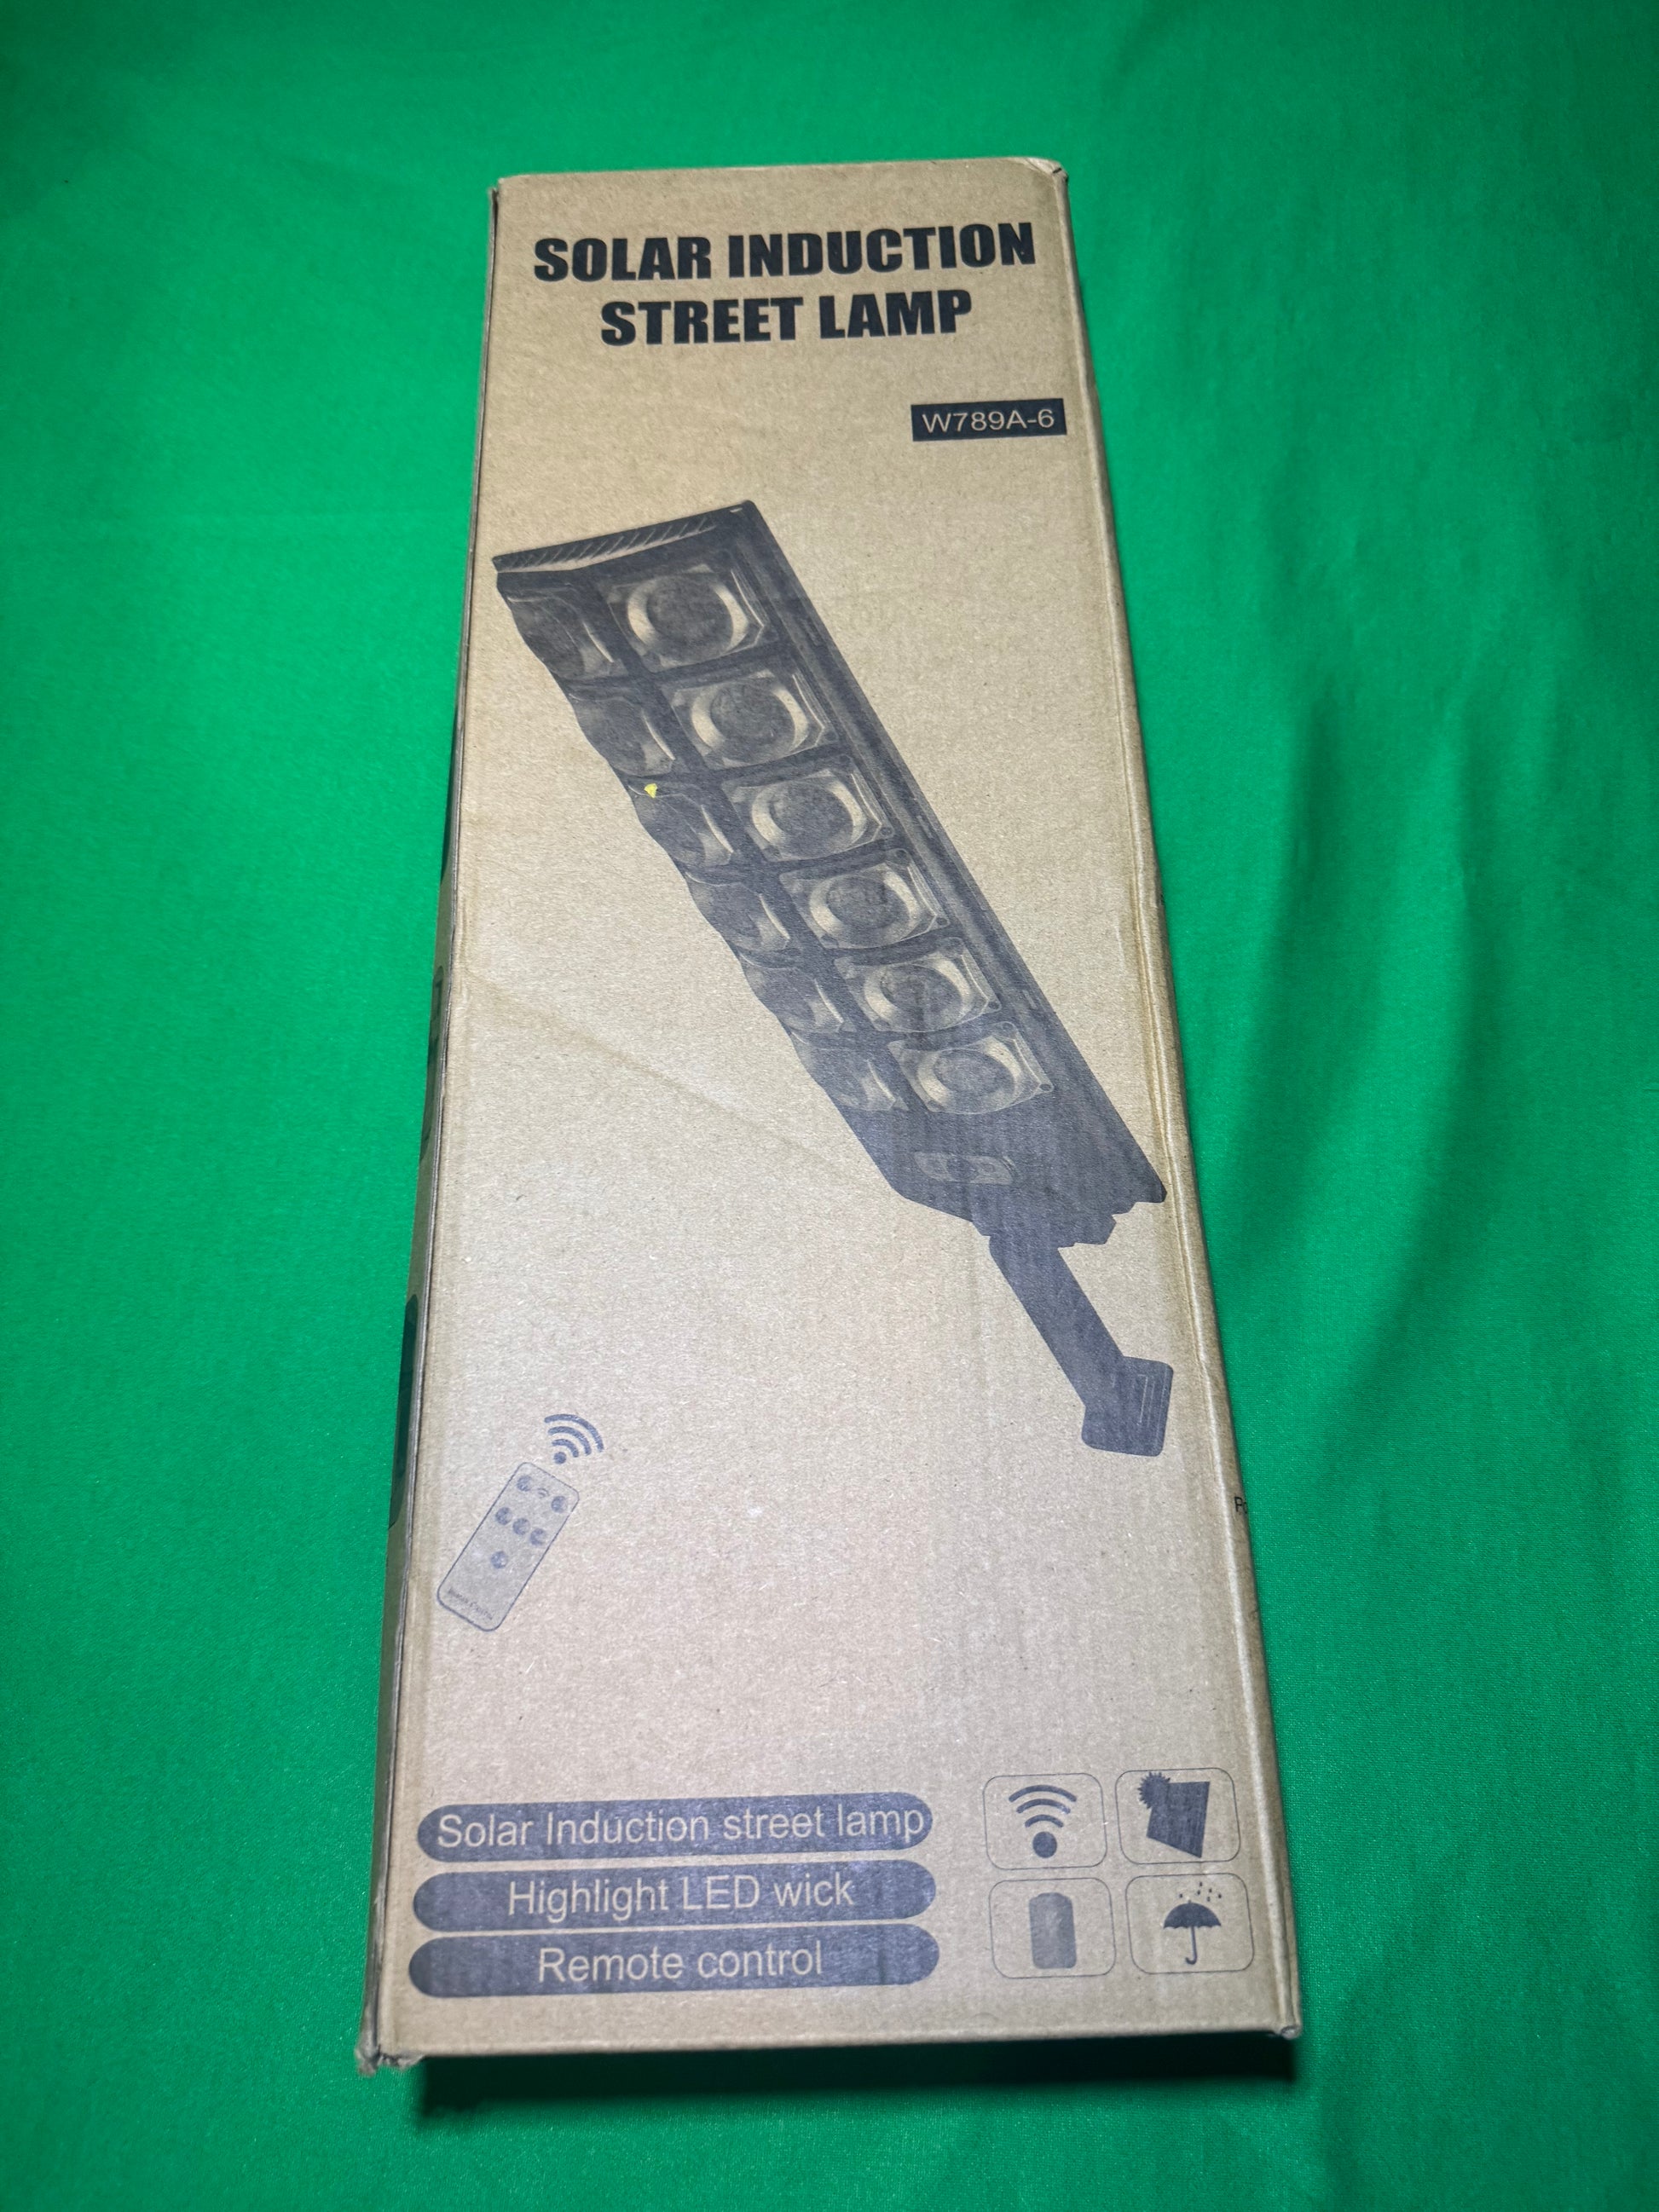 SOLAR INDUCTION
STREET LAMP
W789A-6
Solar Induction street lamp
Highlight LED wick
Remote control